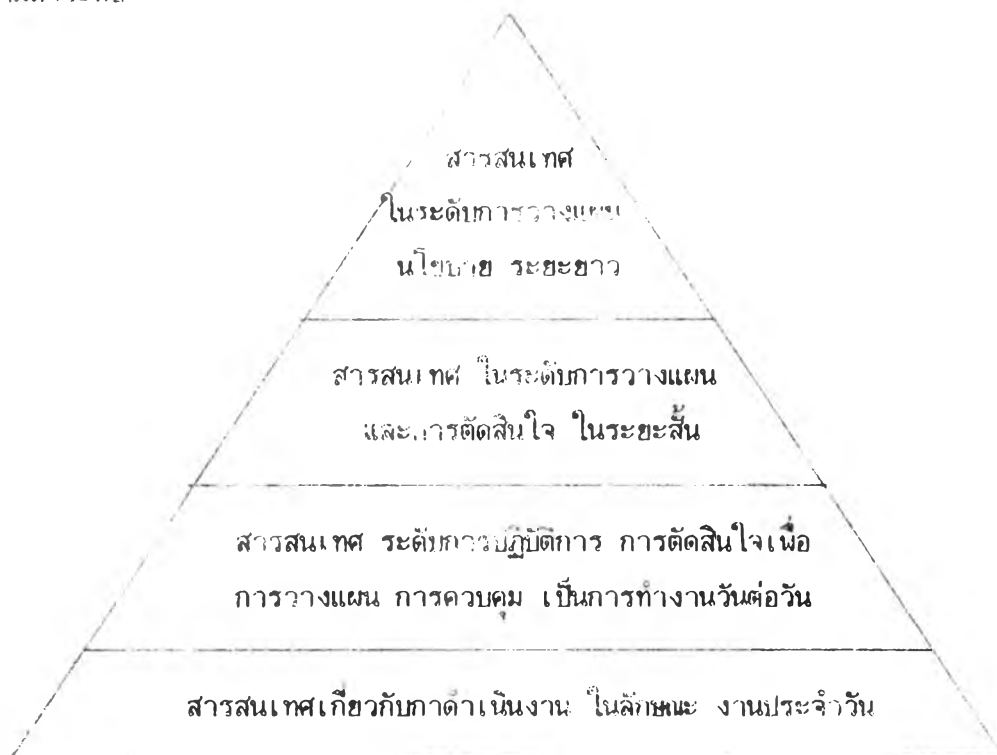 สารสนเทศ
ในระดับการวางแผน
นโยบาย ระยะยาว
สารสนเทศ ในระดับการวางแผน
และการตัดสินใจ ในระยะสั้น
สารสนเทศ ระดับการปฏิบัติการ การตัดสินใจเพื่อ
การวางแผน การควบคุม เป็นการทำงานวันต่อวัน
สารสนเทศเกี่ยวกับกาดำเนินงาน ในลักษณะ งานประจำวัน